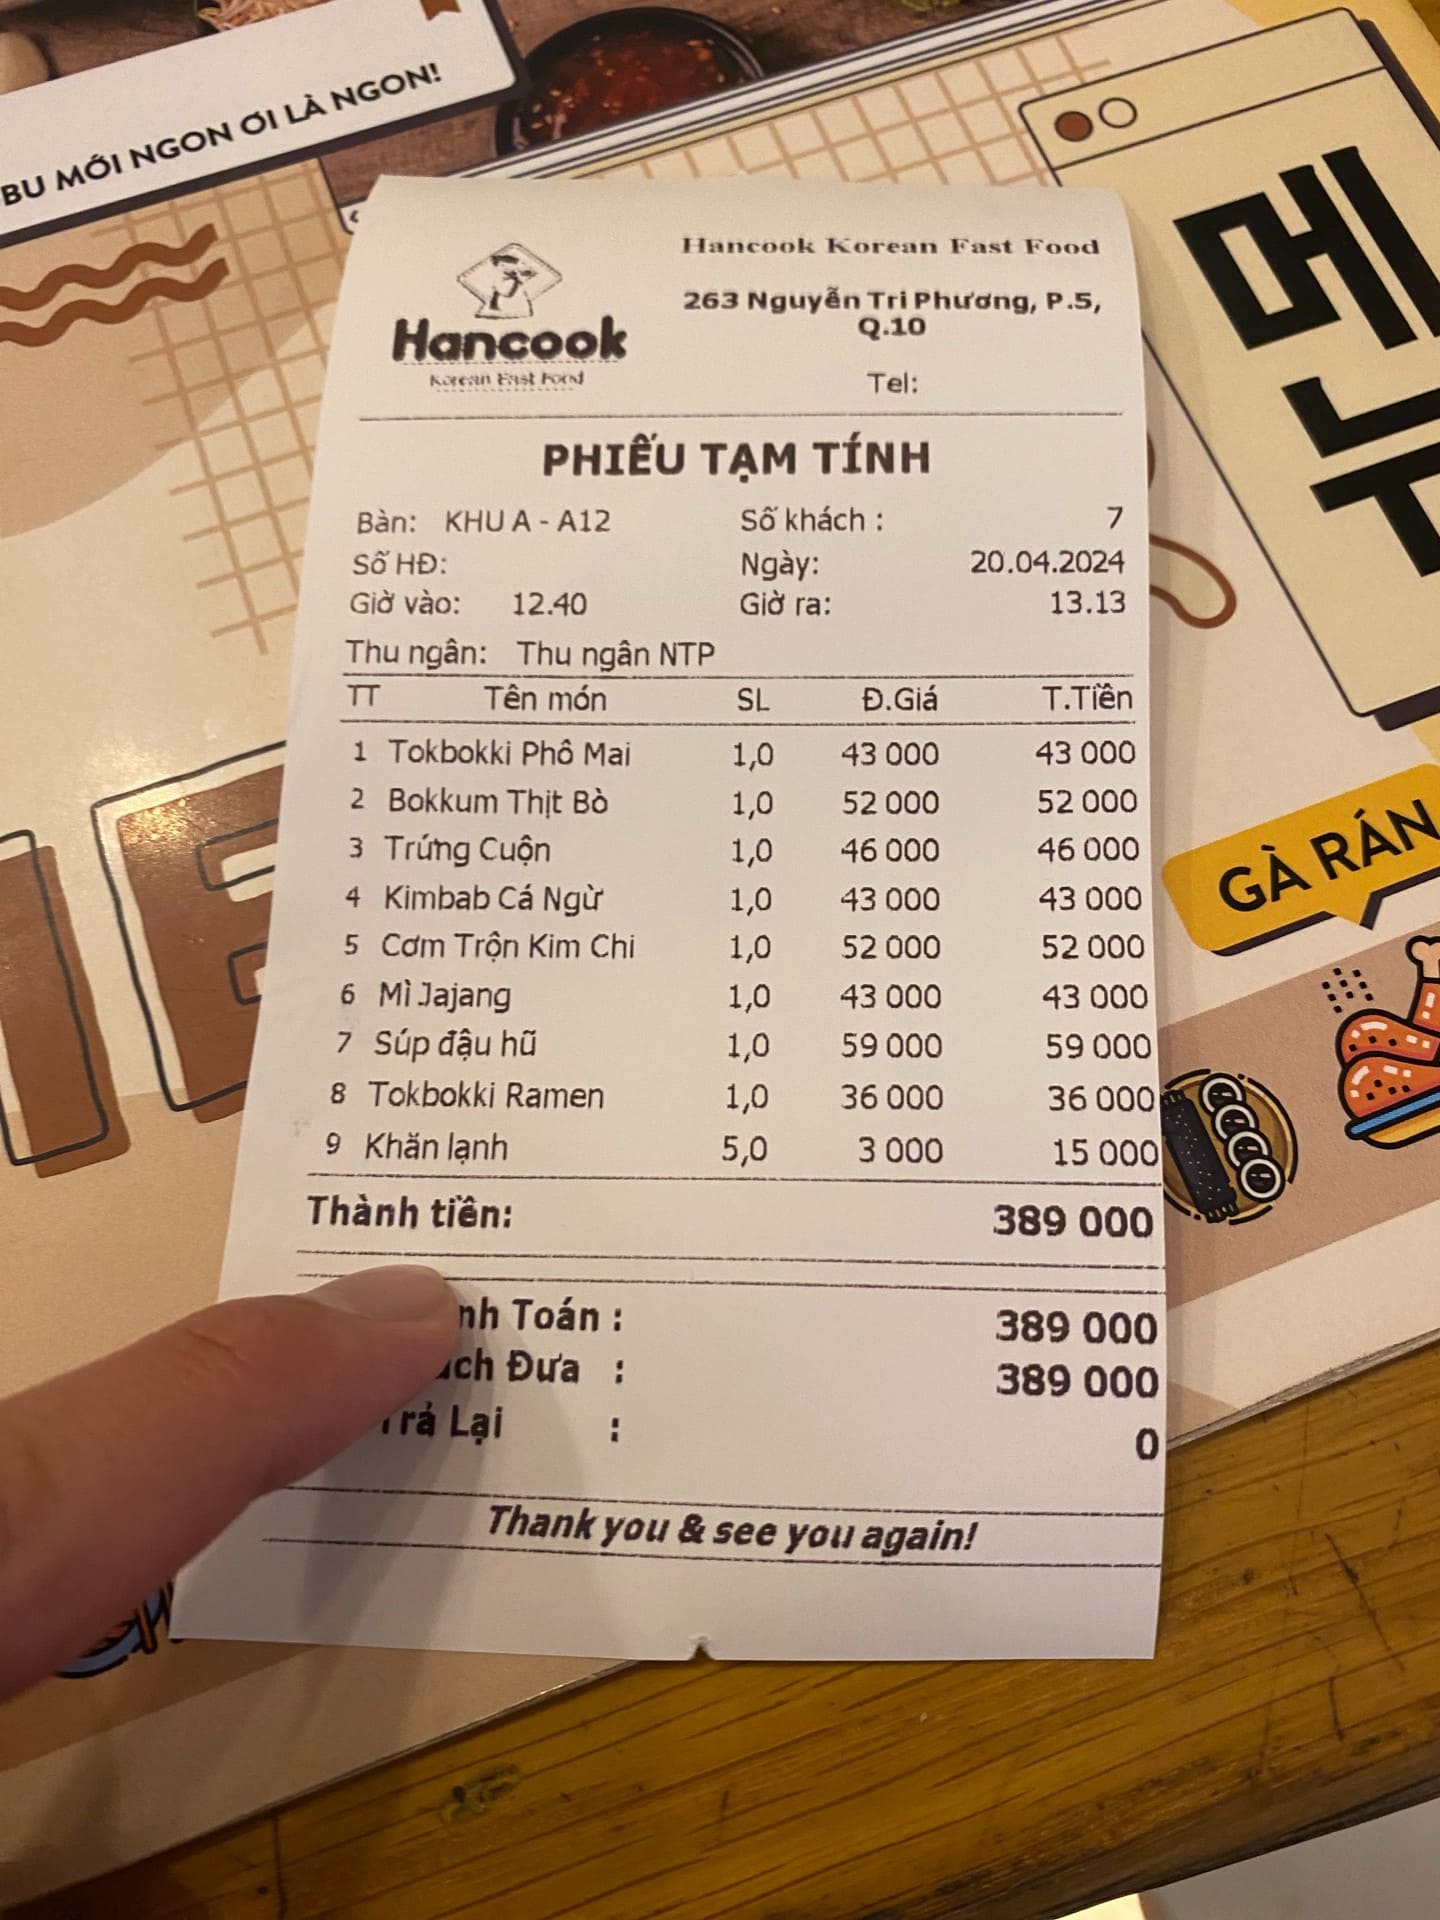 BU MỚI NGON ƠI LÀ NGON!
메
뉴
Hancook
Korean Fast Food
Hancook Korean Fast Food
263 Nguyễn Tri Phương, P.5,
Q.10
Tel:
PHIẾU TẠM TÍNH
Bàn: KHU A - A12 Số khách : 7
Số HĐ: Ngày: 20.04.2024
Giờ vào: 12.40 Giờ ra: 13.13
Thu ngân: Thu ngân NTP
TT Tên món SL Đ.Giá T.Tiền
1 Tokbokki Phô Mai 1,0 43 000 43 000
2 Bokkum Thịt Bò 1,0 52 000 52 000
3 Trứng Cuộn 1,0 46 000 46 000
4 Kimbab Cá Ngừ 1,0 43 000 43 000
5 Cơm Trộn Kim Chi 1,0 52 000 52 000
6 Mì Jajang 1,0 43 000 43 000
7 Súp đậu hũ 1,0 59 000 59 000
8 Tokbokki Ramen 1,0 36 000 36 000
9 Khăn lạnh 5,0 3 000 15 000
Thành tiền: 389 000
nh Toán : 389 000
ch Đưa : 389 000
Trả Lại : 0
Thank you & see you again!
GÀ RÁN